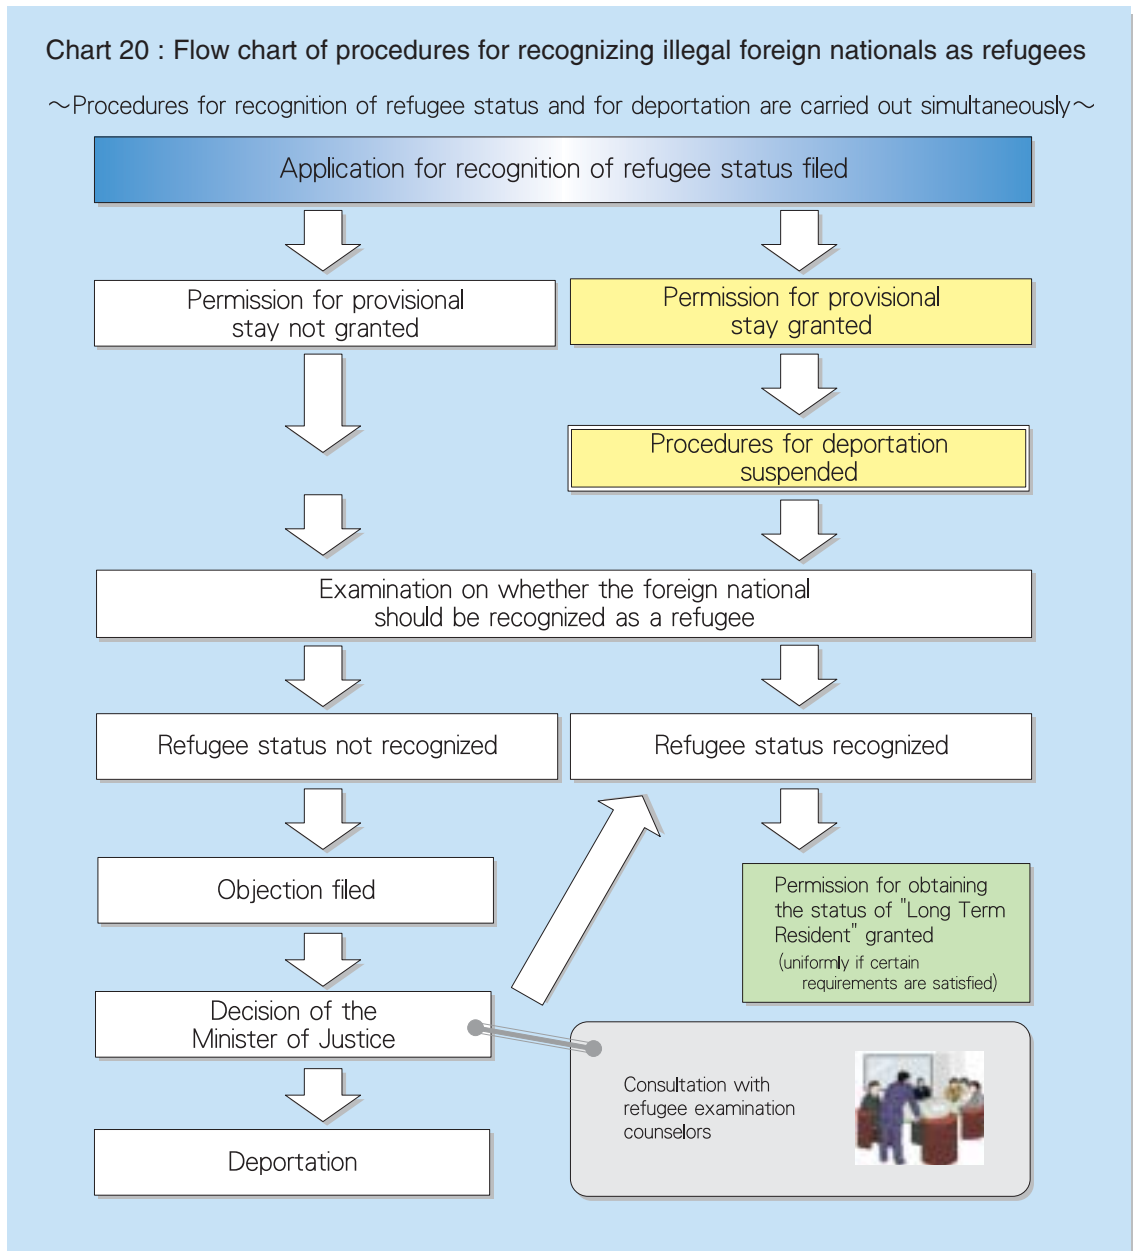 Chart 20 : Flow chart of procedures for recognizing illegal foreign nationals as refugees
～Procedures for recognition of refugee status and for deportation are carried out simultaneously～
Application for recognition of refugee status filed
Permission for provisional
stay not granted
Permission for provisional
stay granted
Procedures for deportation
suspended
Examination on whether the foreign national
should be recognized as a refugee
Refugee status not recognized
Refugee status recognized
Objection filed
Permission for obtaining
the status of "Long Term
Resident" granted
(uniformly if certain
requirements are satisfied)
Decision of the
Minister of Justice
Consultation with
refugee examination
counselors
Deportation